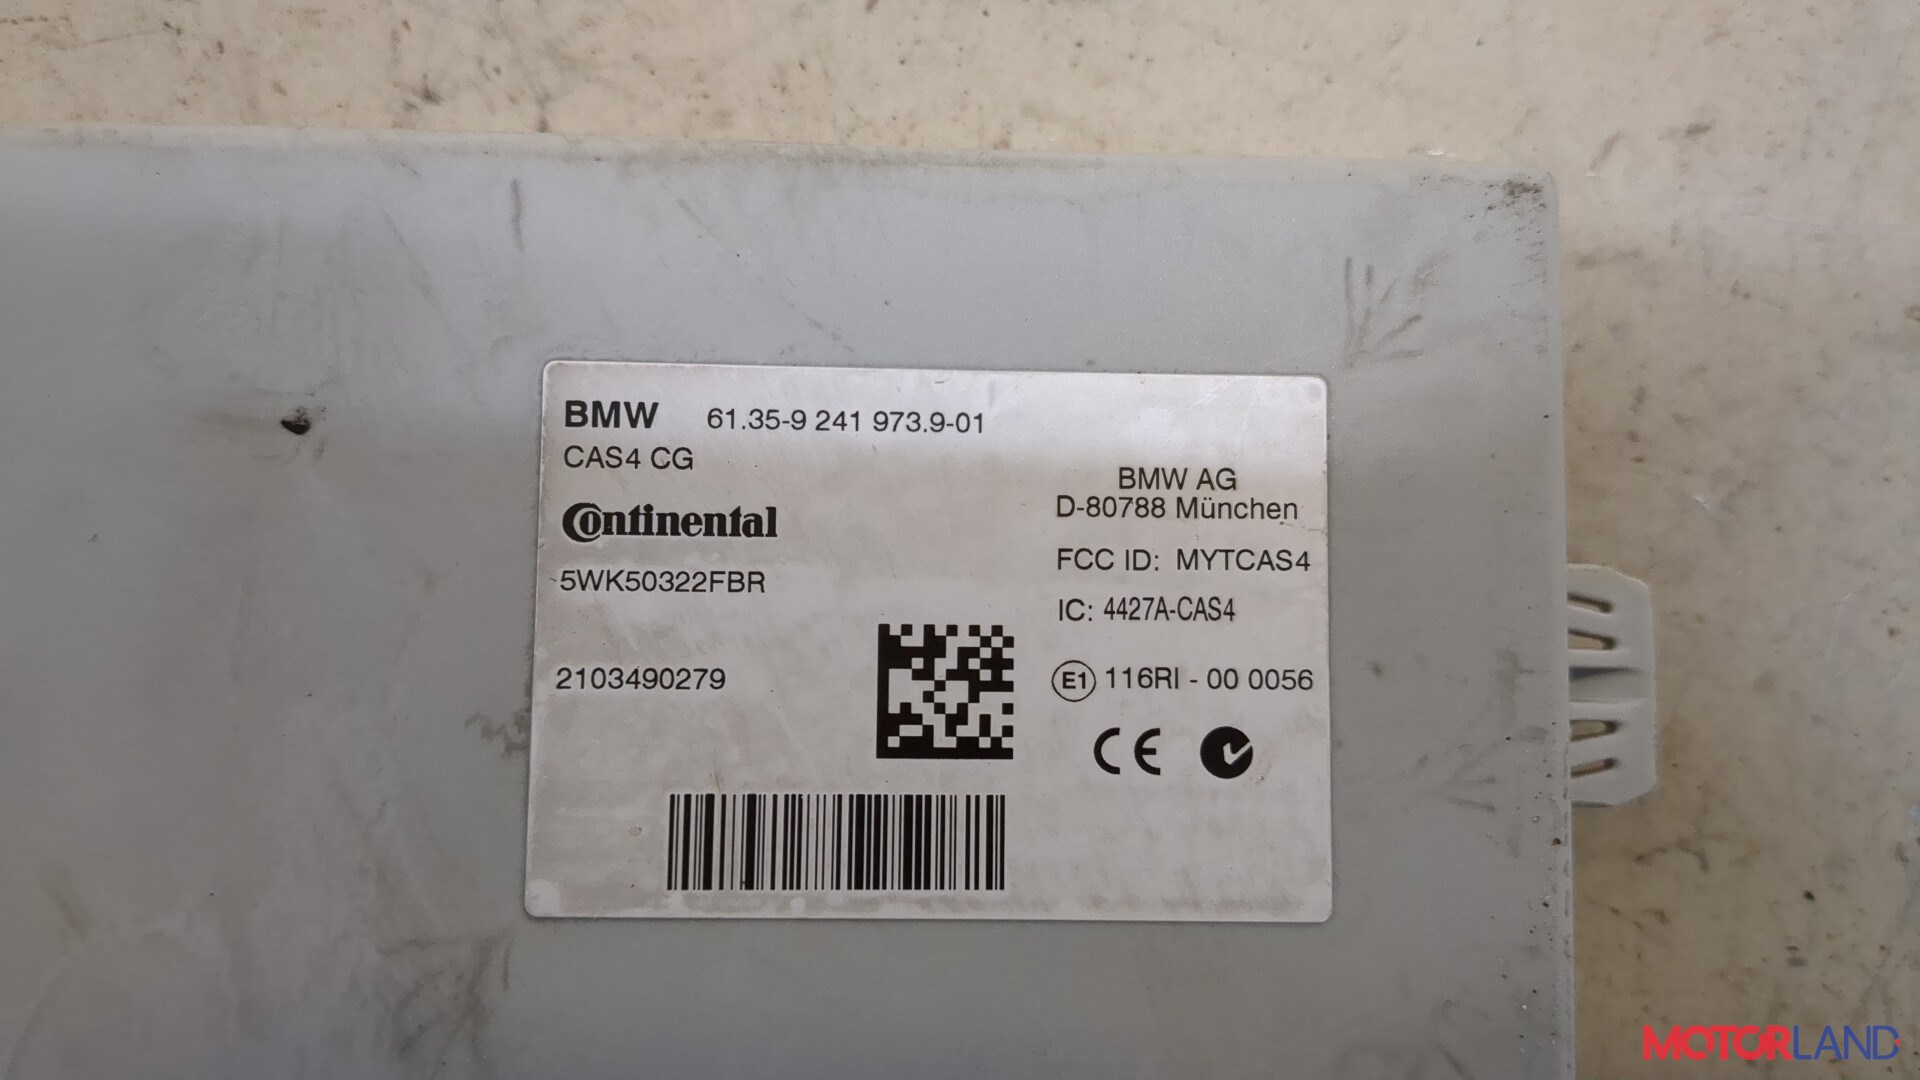 BMW 61.35-9 241 973.9-01
CAS4 CG
Continental
5WK50322FBR
2103490279
BMW AG
D-80788 München
FCC ID: MYTCAS4
IC: 4427A-CAS4
E1 116RI - 00 0056
CE
MOTORLAND